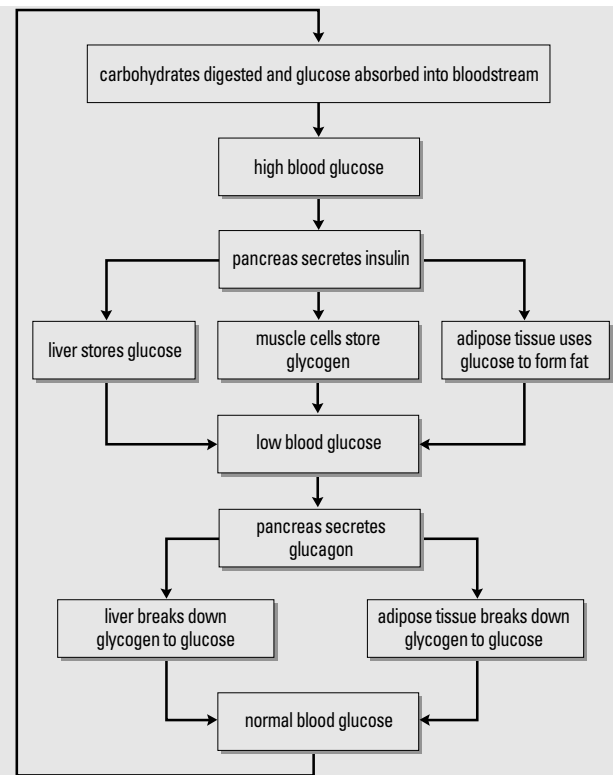 carbohydrates digested and glucose absorbed into bloodstream
high blood glucose
pancreas secretes insulin
liver stores glucose
muscle cells store
glycogen
adipose tissue uses
glucose to form fat
low blood glucose
pancreas secretes
glucagon
liver breaks down
glycogen to glucose
adipose tissue breaks down
glycogen to glucose
normal blood glucose